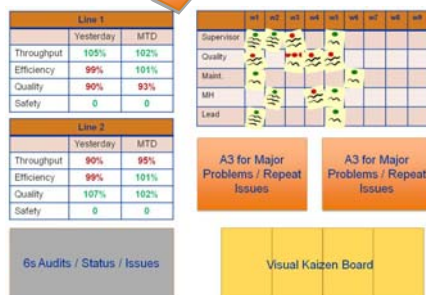 Line 1
Yesterday MTD
Throughput 105% 102%
Efficiency 99% 101%
Quality 90% 93%
Safety 0 0
Line 2
Yesterday MTD
Throughput 90% 95%
Efficiency 99% 101%
Quality 107% 102%
Safety 0 0
6s Audits / Status / Issues
w1 w2 w3 w4 w5 w6 w7 w8 w9
Supervisor
Quality
Maint.
MH
Lead
A3 for Major
Problems / Repeat
Issues
A3 for Major
Problems / Repeat
Issues
Visual Kaizen Board